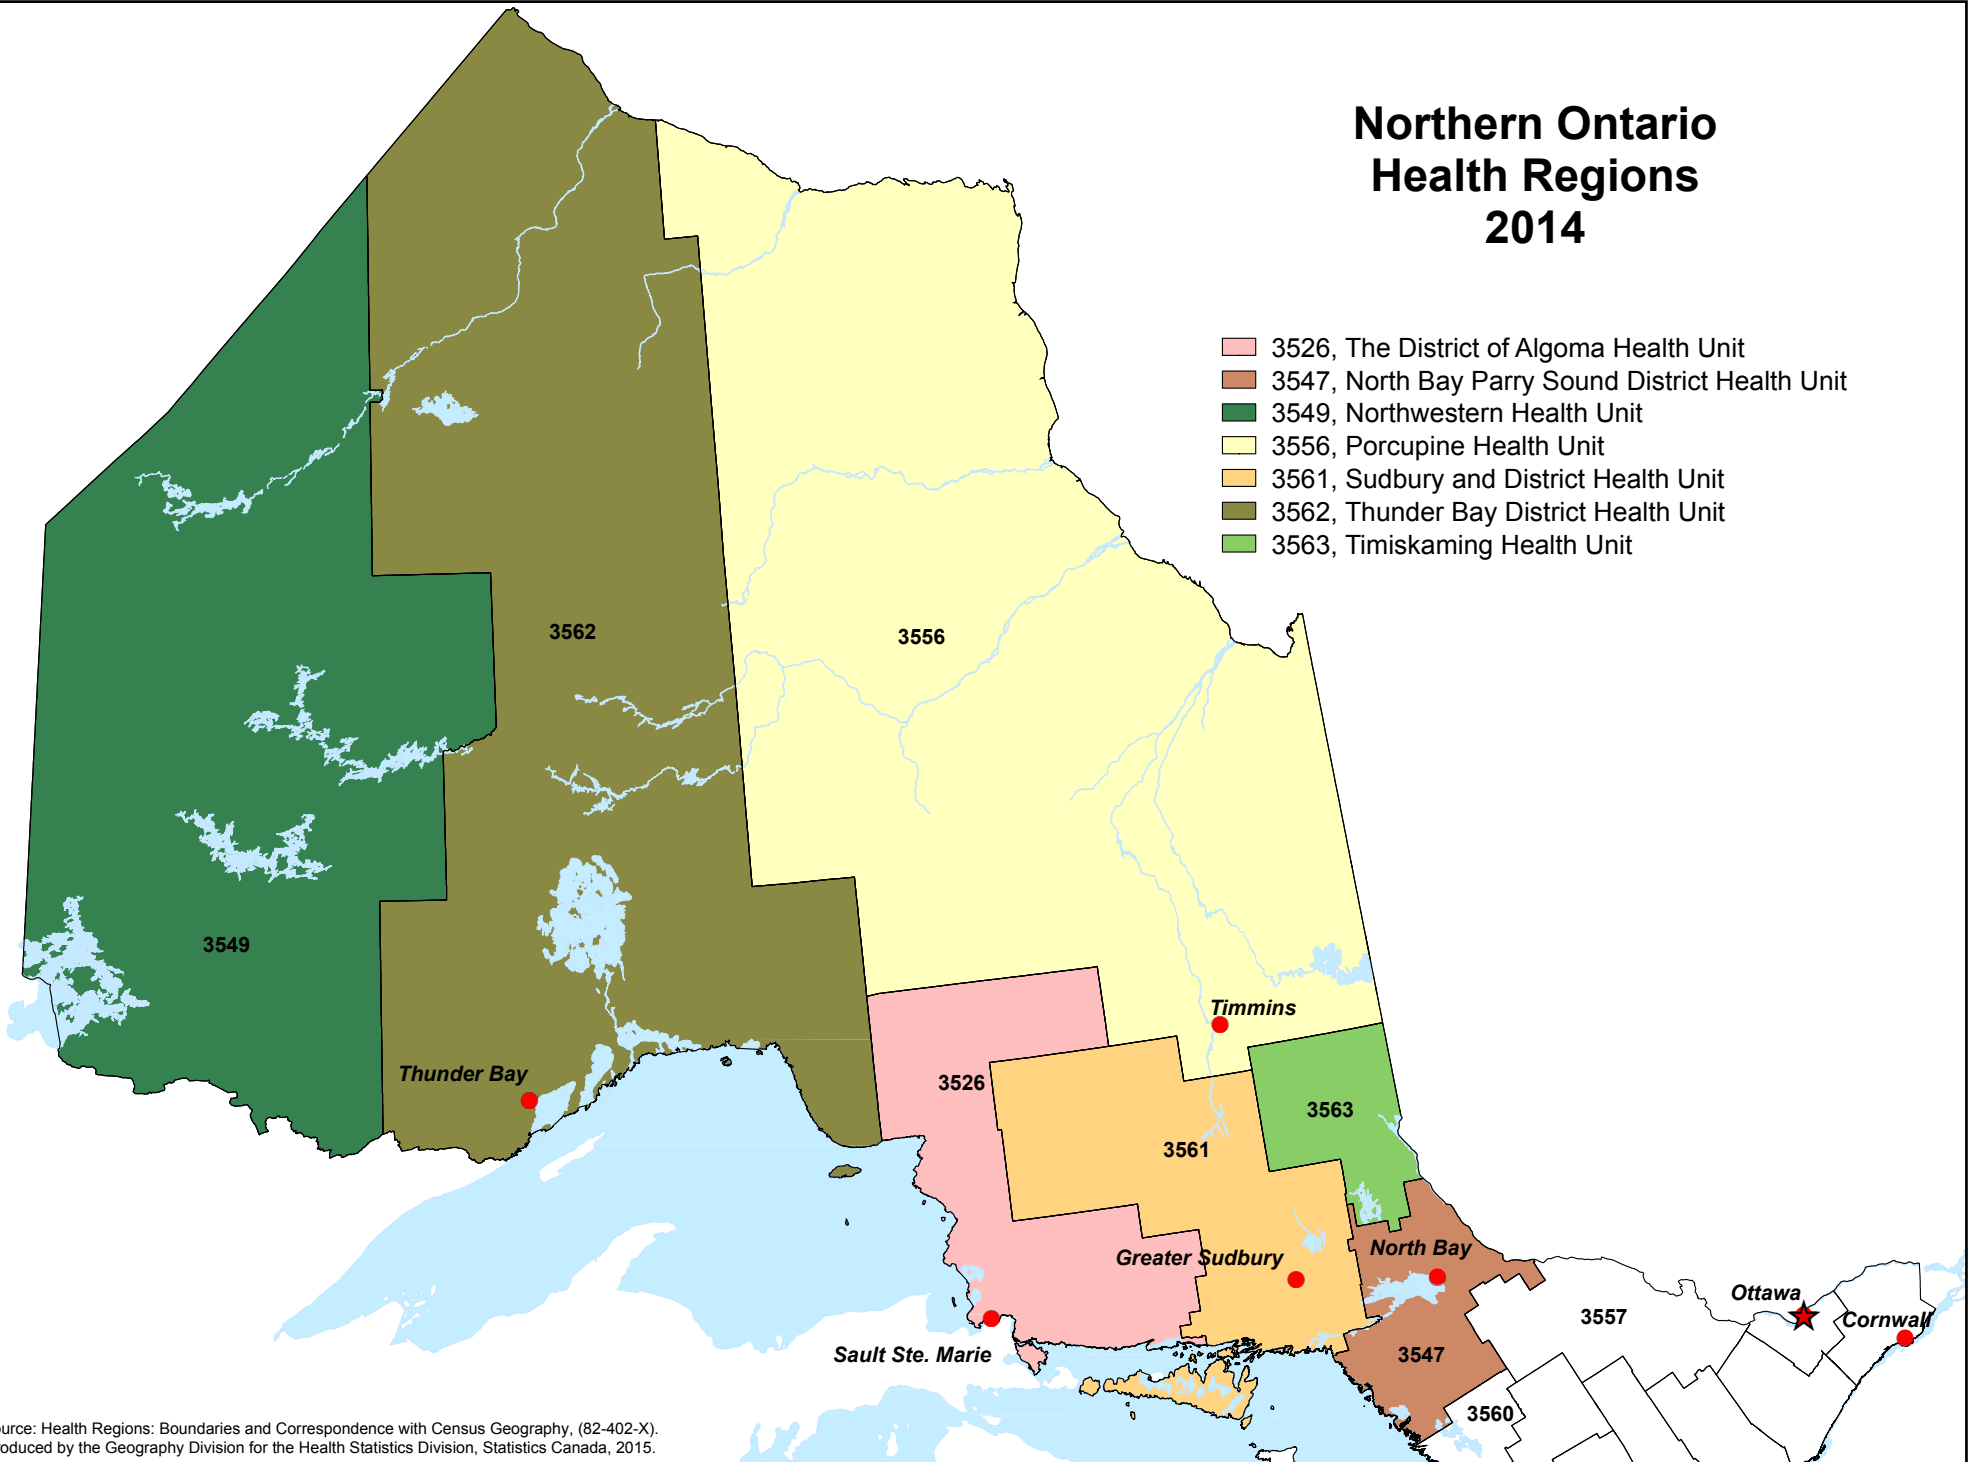 Northern Ontario
Health Regions
2014
3526, The District of Algoma Health Unit
3547, North Bay Parry Sound District Health Unit
3549, Northwestern Health Unit
3556, Porcupine Health Unit
3561, Sudbury and District Health Unit
3562, Thunder Bay District Health Unit
3563, Timiskaming Health Unit
3562
3556
3549
Timmins
Thunder Bay
3526
3563
3561
Greater Sudbury
North Bay
Ottawa
Cornwall
3557
Sault Ste. Marie
3547
3560
ource: Health Regions: Boundaries and Correspondence with Census Geography, (82-402-X).
roduced by the Geography Division for the Health Statistics Division, Statistics Canada, 2015.